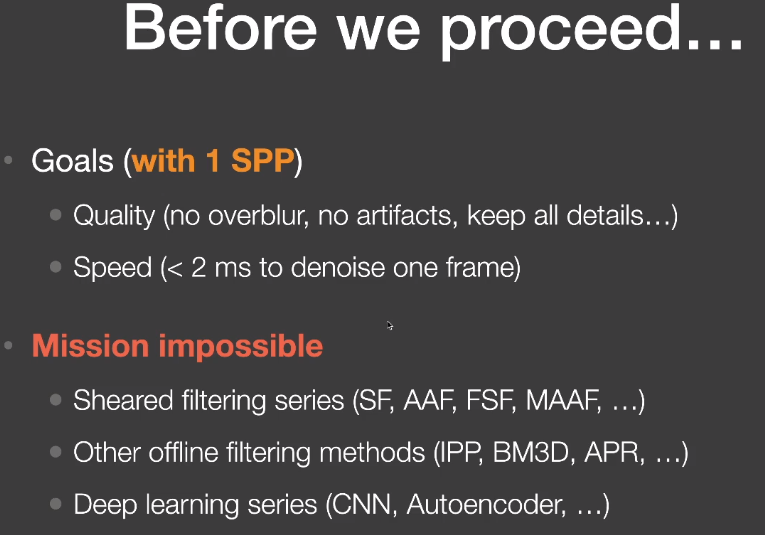 Before we proceed…
• Goals (with 1 SPP)
• Quality (no overblur, no artifacts, keep all details…)
• Speed (< 2 ms to denoise one frame)
• Mission impossible
• Sheared filtering series (SF, AAF, FSF, MAAF, …)
• Other offline filtering methods (IPP, BM3D, APR, …)
• Deep learning series (CNN, Autoencoder, …)